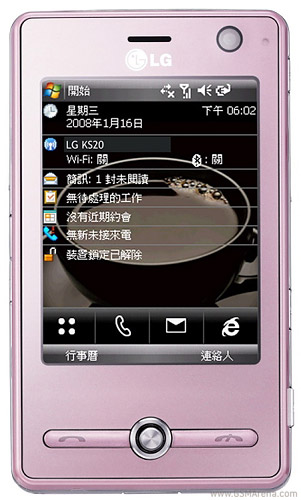 LG
開始
星期三
下午 06:02
2008年1月16日
LG KS20
Wi-Fi: 關
: 關
簡訊: 1 封未閱讀
無待處理的工作
沒有近期約會
無新未接來電
裝置鎖定已解除
行事曆
連絡人
www.GSMArena.com